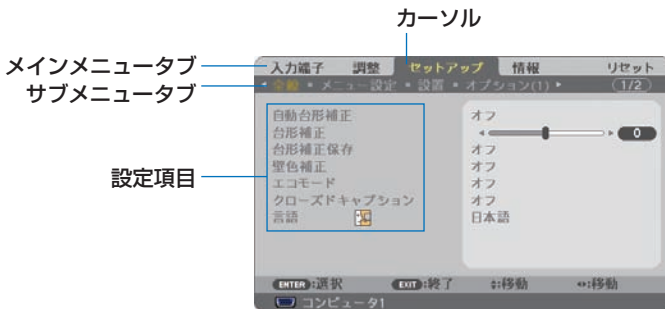 カーソル
メインメニュータブ
入力端子 調整 セットアップ 情報 リセット
サブメニュータブ
全般 • メニュー設定 • 設置 • オプション(1) (1/2)
設定項目
自動台形補正 オフ
台形補正 0
台形補正保存 オフ
壁色補正 オフ
エコモード オフ
クローズドキャプション オフ
言語 日本語
ENTER:選択 EXIT:終了 :移動 :移動
コンピュータ1